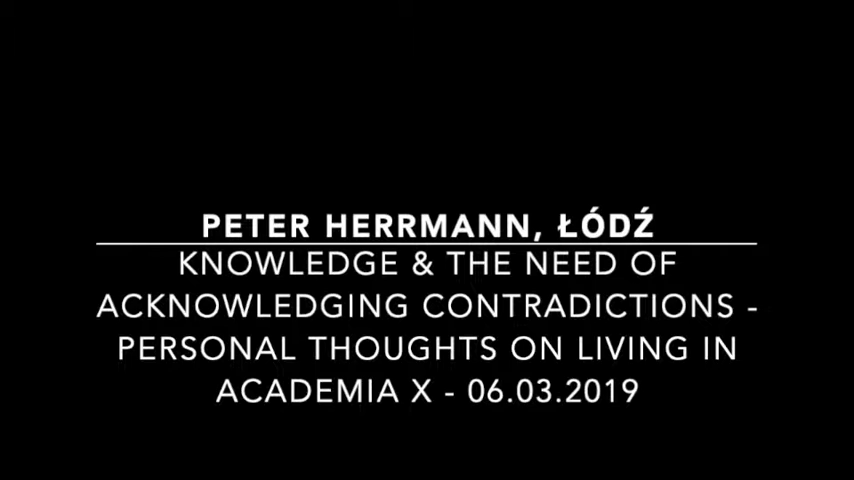 PETER HERRMANN, ŁÓDŹ
KNOWLEDGE & THE NEED OF
ACKNOWLEDGING CONTRADICTIONS -
PERSONAL THOUGHTS ON LIVING IN
ACADEMIA X - 06.03.2019